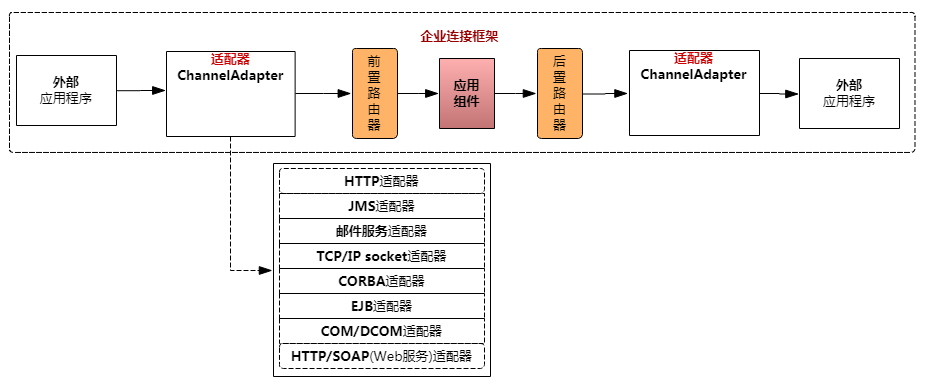 企业连接框架
外部
应用程序
适配器
ChannelAdapter
前
置
路
由
器
应用
组件
后
置
路
由
器
适配器
ChannelAdapter
外部
应用程序
HTTP适配器
JMS适配器
邮件服务适配器
TCP/IP socket适配器
CORBA适配器
EJB适配器
COM/DCOM适配器
HTTP/SOAP(Web服务)适配器